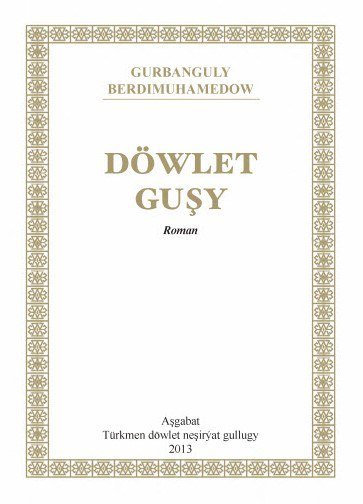 GURBANGULY
BERDIMUHAMEDOW
DÖWLET
GUŞY
Roman
Aşgabat
Türkmen döwlet neşirýat gullugy
2013